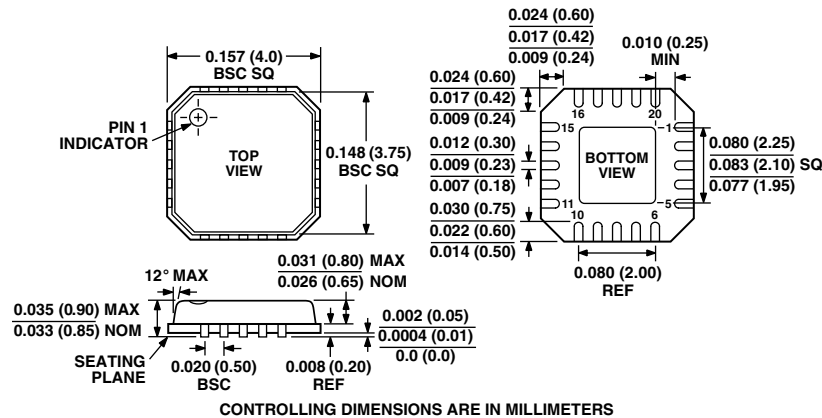 0.157 (4.0)
BSC SQ
PIN 1
INDICATOR
TOP
VIEW
0.148 (3.75)
BSC SQ
0.024 (0.60)
0.017 (0.42)
0.009 (0.24)
0.010 (0.25)
MIN
0.024 (0.60)
0.017 (0.42)
0.009 (0.24)
16
20
15
1
0.012 (0.30)
0.009 (0.23)
0.007 (0.18)
BOTTOM
VIEW
0.080 (2.25)
0.083 (2.10) SQ
0.077 (1.95)
11
5
10
6
0.030 (0.75)
0.022 (0.60)
0.014 (0.50)
0.080 (2.00)
REF
12° MAX
0.031 (0.80) MAX
0.026 (0.65) NOM
0.035 (0.90) MAX
0.033 (0.85) NOM
0.002 (0.05)
0.0004 (0.01)
0.0 (0.0)
SEATING
PLANE
0.020 (0.50)
BSC
0.008 (0.20)
REF
CONTROLLING DIMENSIONS ARE IN MILLIMETERS